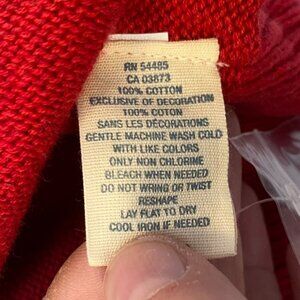 RN 54485
CA 03873
100% COTTON
EXCLUSIVE OF DECORATION
100% COTON
SANS LES DÉCORATIONS
GENTLE MACHINE WASH COLD
WITH LIKE COLORS
ONLY NON CHLORINE
BLEACH WHEN NEEDED
DO NOT WRING OR TWIST
RESHAPE
LAY FLAT TO DRY
COOL IRON IF NEEDED